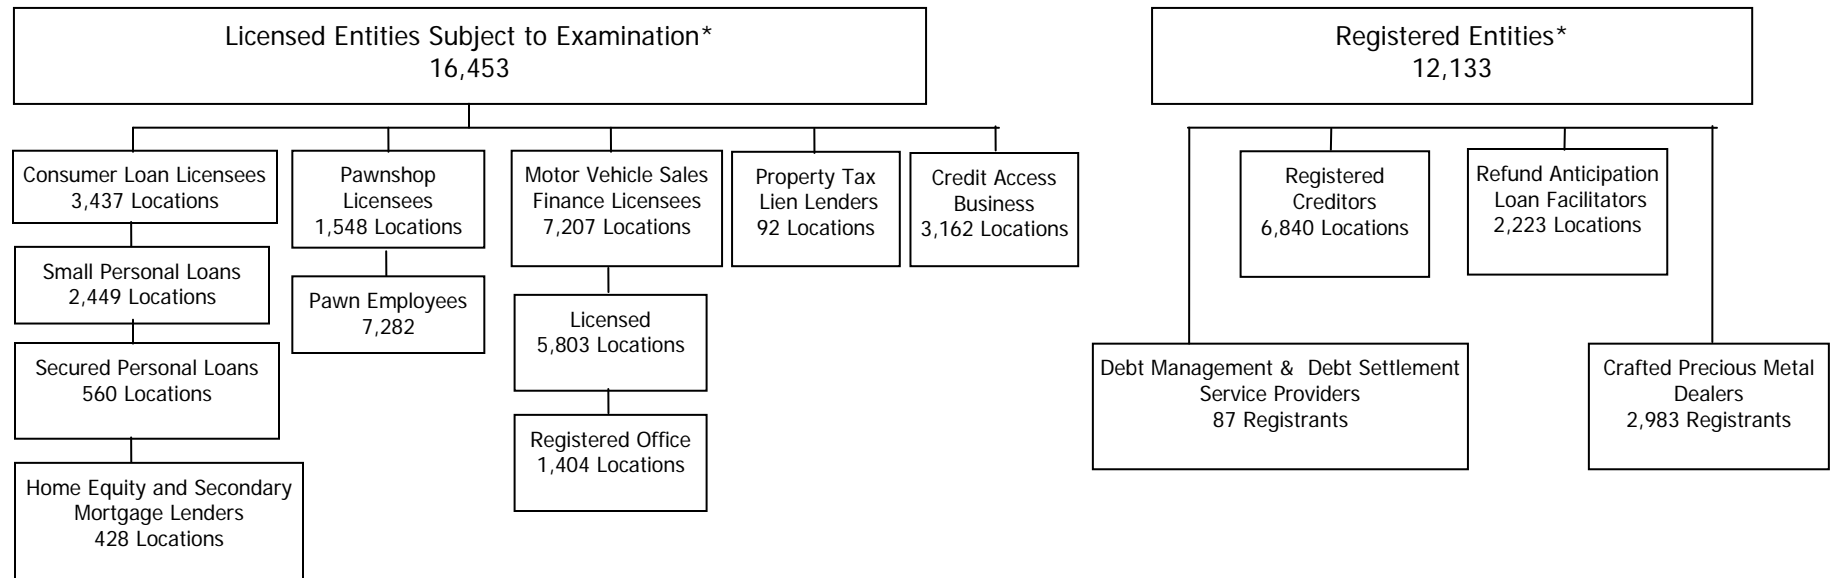 Licensed Entities Subject to Examination*
16,453
Registered Entities*
12,133
Consumer Loan Licensees
3,437 Locations
Small Personal Loans
2,449 Locations
Secured Personal Loans
560 Locations
Home Equity and Secondary
Mortgage Lenders
428 Locations
Pawnshop
Licensees
1,548 Locations
Pawn Employees
7,282
Motor Vehicle Sales
Finance Licensees
7,207 Locations
Licensed
5,803 Locations
Registered Office
1,404 Locations
Property Tax
Lien Lenders
92 Locations
Credit Access
Business
3,162 Locations
Registered
Creditors
6,840 Locations
Refund Anticipation
Loan Facilitators
2,223 Locations
Debt Management & Debt Settlement
Service Providers
87 Registrants
Crafted Precious Metal
Dealers
2,983 Registrants